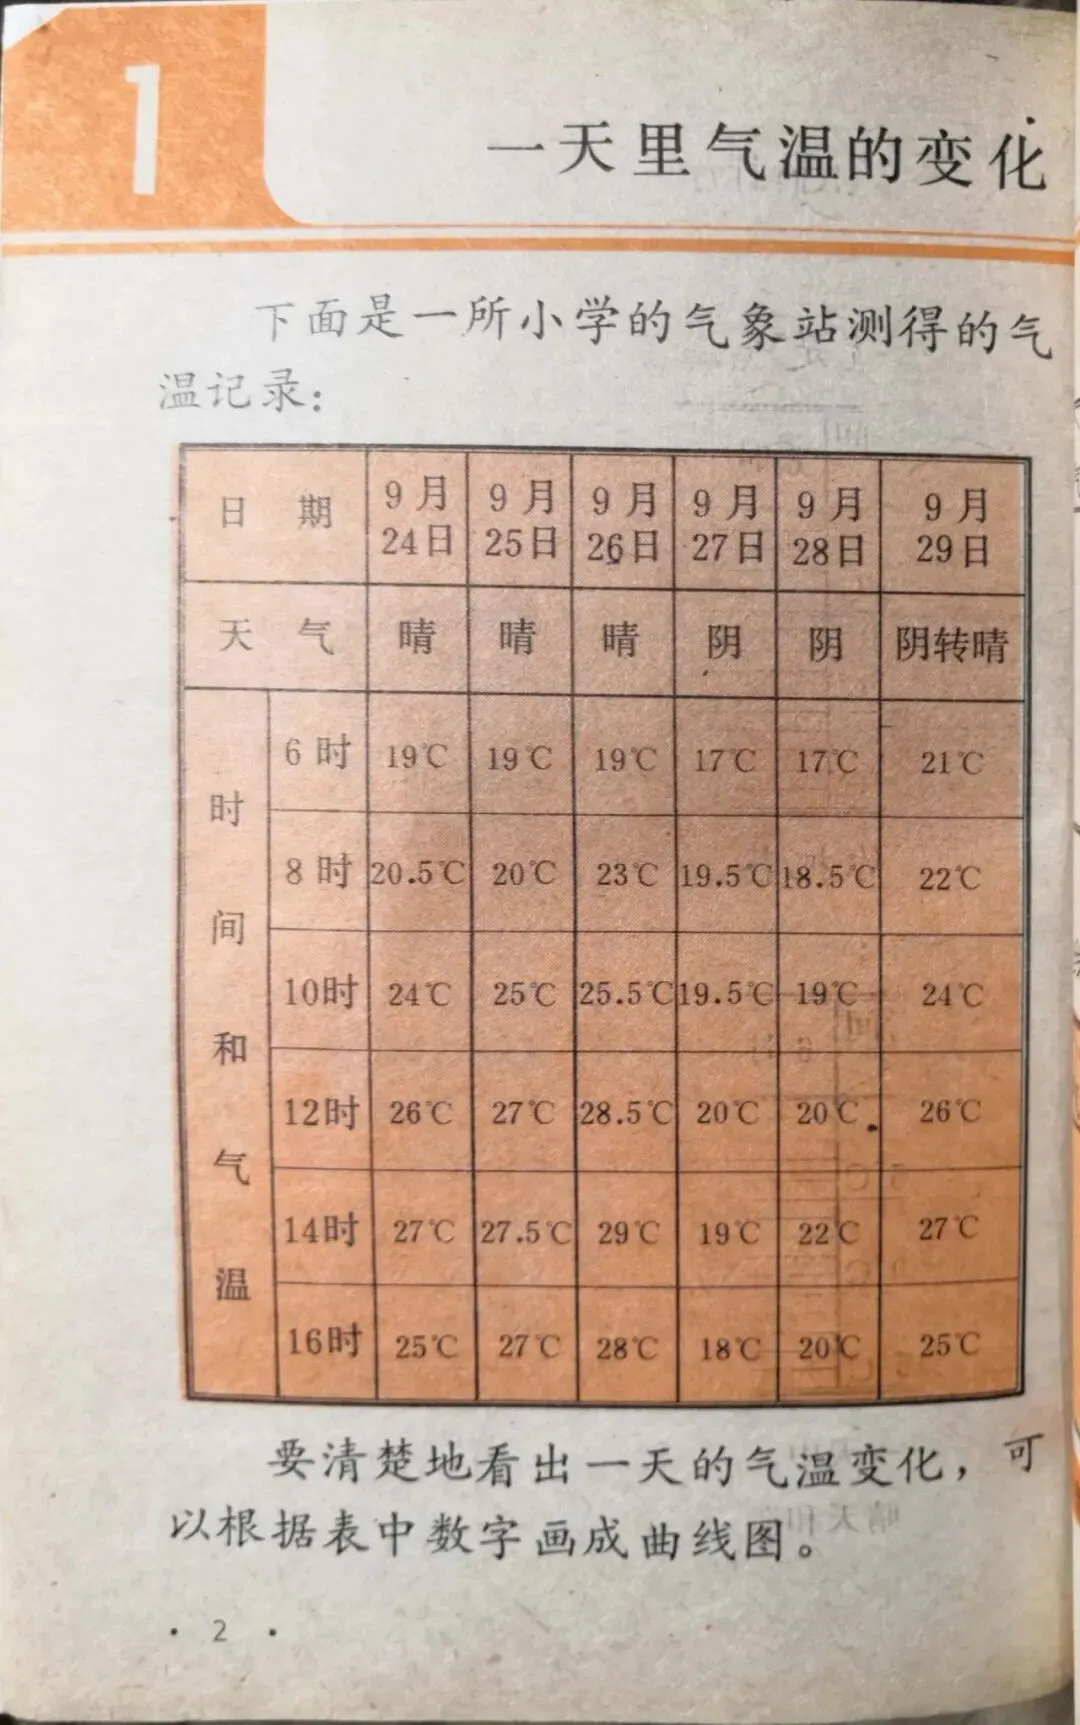 1
一天里气温的变化
下面是一所小学的气象站测得的气
温记录：
日期 9月24日 9月25日 9月26日 9月27日 9月28日 9月29日
天气 晴 晴 晴 阴 阴 阴转晴
时间和气温
6时 19℃ 19℃ 19℃ 17℃ 17℃ 21℃
8时 20.5℃ 20℃ 23℃ 19.5℃ 18.5℃ 22℃
10时 24℃ 25℃ 25.5℃ 19.5℃ 19℃ 24℃
12时 26℃ 27℃ 28.5℃ 20℃ 20℃ 26℃
14时 27℃ 27.5℃ 29℃ 19℃ 22℃ 27℃
16时 25℃ 27℃ 28℃ 18℃ 20℃ 25℃
要清楚地看出一天的气温变化，可
以根据表中数字画成曲线图。
· 2 ·